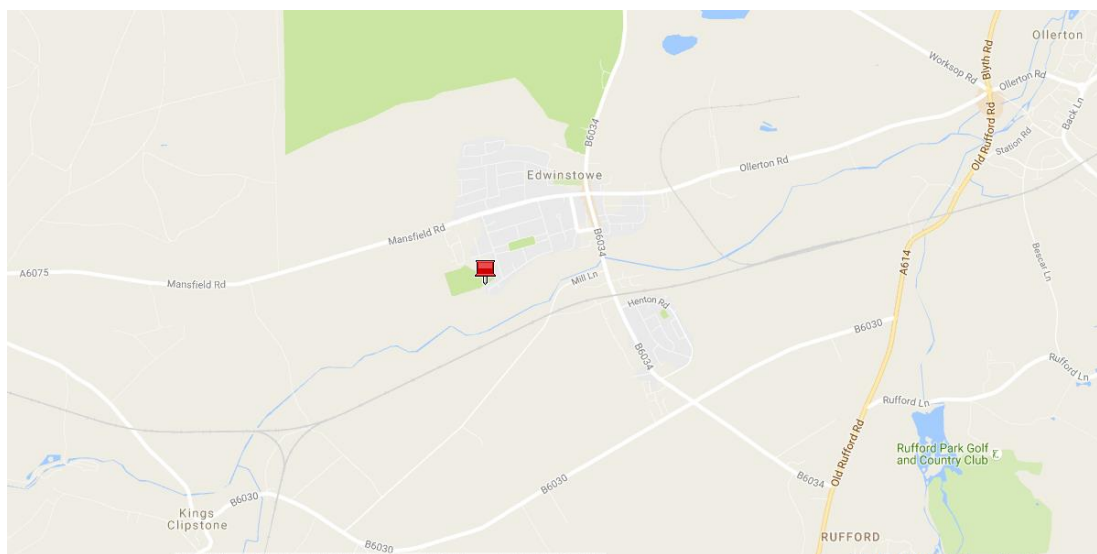 Ollerton
Worksop Rd
Blyth Rd
Ollerton Rd
Back Ln
Old Rufford Rd
Station Rd
B6034
Ollerton Rd
Edwinstowe
Mansfield Rd
B6034
A6075
Mansfield Rd
Mill Ln
A614
Bescar Ln
Henton Rd
B6030
B6034
Rufford Ln
Rufford Ln
Old Rufford Rd
Rufford Park Golf
and Country Club
B6030
B6034
B6030
Kings
Clipstone
B6030
RUFFORD